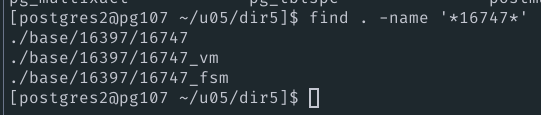 [postgres2@pg107 ~/u05/dir5]$ find . -name '*16747*'
./base/16397/16747
./base/16397/16747_vm
./base/16397/16747_fsm
[postgres2@pg107 ~/u05/dir5]$